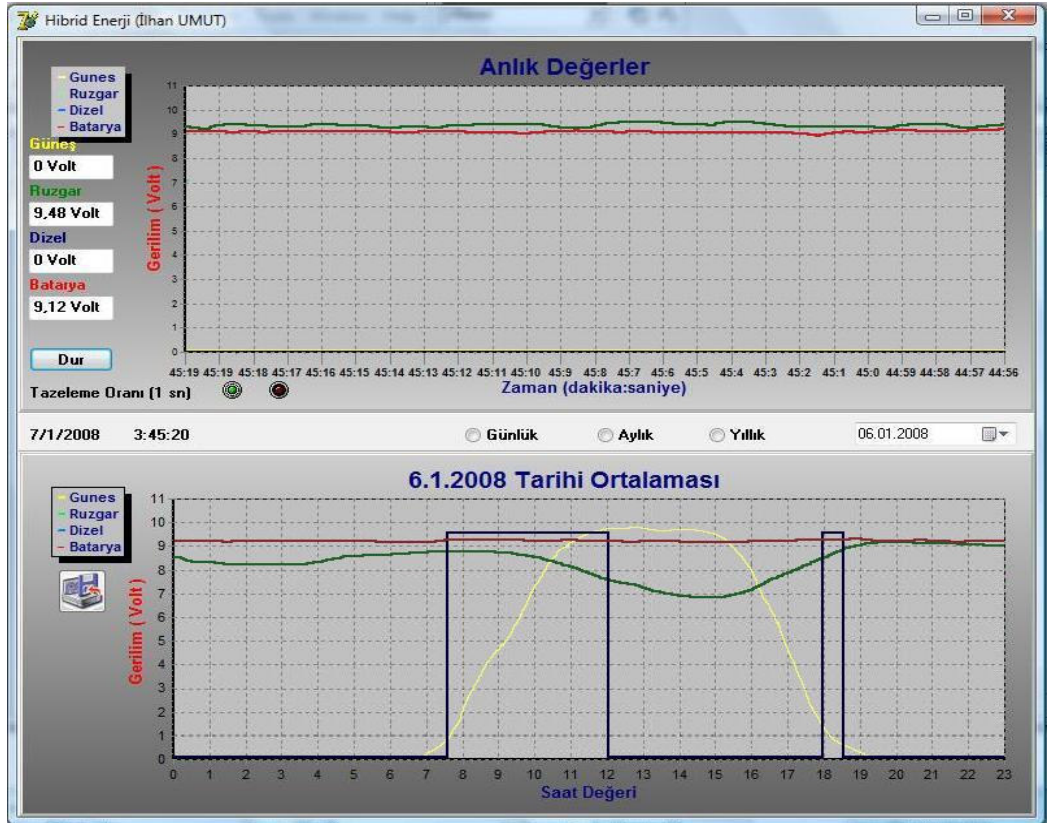 Hibrid Enerji (İlhan UMUT)
Anlık Değerler
Gunes
Ruzgar
Dizel
Batarya
Güneş
0 Volt
Ruzgar
9,48 Volt
Dizel
0 Volt
Batarya
9,12 Volt
Dur
Tazeleme Oranı (1 sn)
Gerilim ( Volt )
11
10
9
8
7
6
5
4
3
2
1
0
45:19 45:19 45:18 45:17 45:16 45:15 45:14 45:13 45:12 45:11 45:10 45:9 45:8 45:7 45:6 45:5 45:4 45:3 45:2 45:1 45:0 44:59 44:58 44:57 44:56
Zaman (dakika:saniye)
7/1/2008 3:45:20 Günlük Aylık Yıllık 06.01.2008
6.1.2008 Tarihi Ortalaması
Gunes
Ruzgar
Dizel
Batarya
Gerilim ( Volt )
11
10
9
8
7
6
5
4
3
2
1
0
0 1 2 3 4 5 6 7 8 9 10 11 12 13 14 15 16 17 18 19 20 21 22 23
Saat Değeri